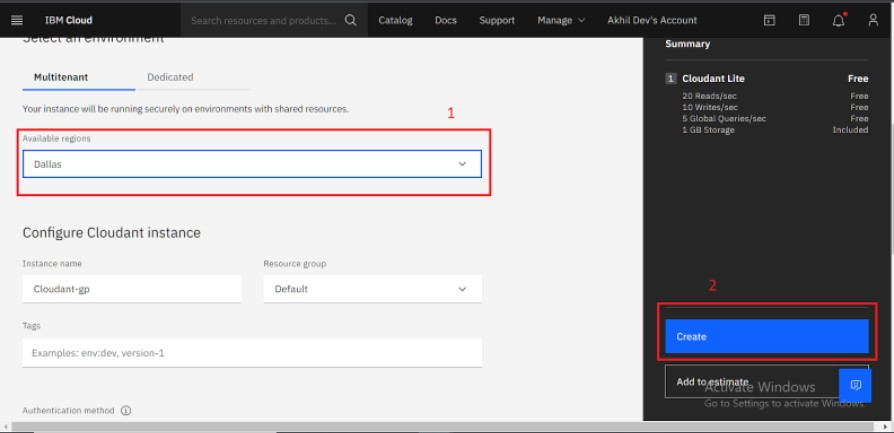 IBM Cloud
Search resources and products...
Catalog
Docs
Support
Manage
Akhil Dev's Account
Select an environment
Multitenant
Dedicated
Your instance will be running securely on environments with shared resources.
1
Available regions
Dallas
Configure Cloudant instance
Instance name
Resource group
Cloudant-gp
Default
Tags
Examples: env:dev, version-1
Authentication method
Summary
1 Cloudant Lite Free
20 Reads/sec Free
10 Writes/sec Free
5 Global Queries/sec Free
1 GB Storage Included
2
Create
Add to estimate
Activate Windows
Go to Settings to activate Windows.